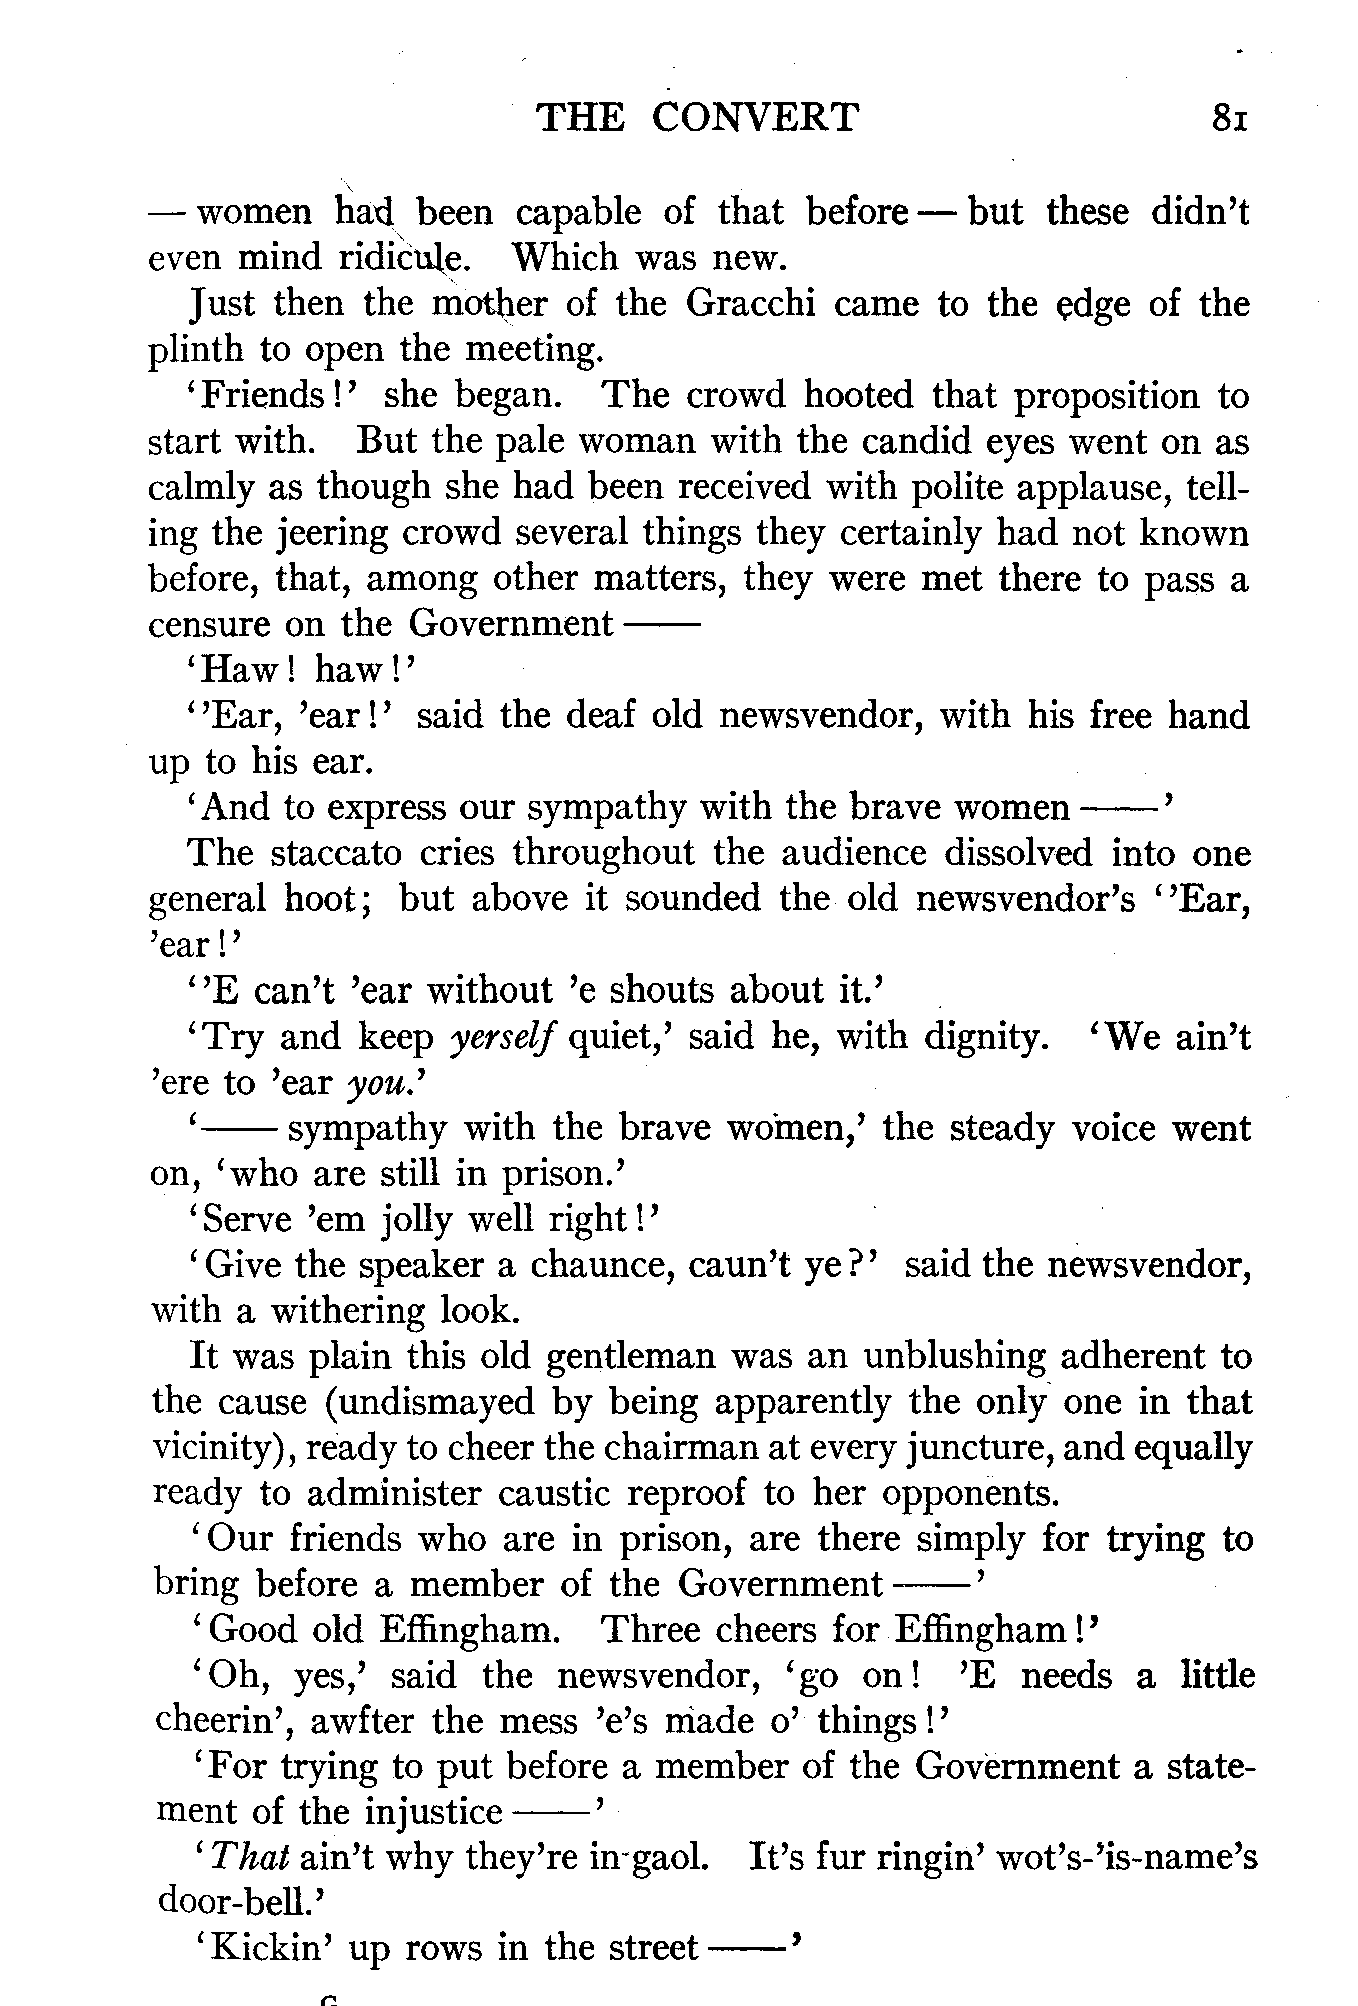 THE CONVERT 81
— women had been capable of that before — but these didn't
even mind ridicule. Which was new.
Just then the mother of the Gracchi came to the edge of the
plinth to open the meeting.
‘Friends!’ she began. The crowd hooted that proposition to
start with. But the pale woman with the candid eyes went on as
calmly as though she had been received with polite applause, tell-
ing the jeering crowd several things they certainly had not known
before, that, among other matters, they were met there to pass a
censure on the Government ——
‘Haw! haw!’
‘’Ear, ’ear!’ said the deaf old newsvendor, with his free hand
up to his ear.
‘And to express our sympathy with the brave women ——’
The staccato cries throughout the audience dissolved into one
general hoot; but above it sounded the old newsvendor’s ‘’Ear,
’ear!’
‘’E can’t ’ear without ’e shouts about it.’
‘Try and keep yerself quiet,’ said he, with dignity. ‘We ain’t
’ere to ’ear you.’
‘—— sympathy with the brave women,’ the steady voice went
on, ‘who are still in prison.’
‘Serve ’em jolly well right!’
‘Give the speaker a chaunce, caun’t ye?’ said the newsvendor,
with a withering look.
It was plain this old gentleman was an unblushing adherent to
the cause (undismayed by being apparently the only one in that
vicinity), ready to cheer the chairman at every juncture, and equally
ready to administer caustic reproof to her opponents.
‘Our friends who are in prison, are there simply for trying to
bring before a member of the Government ——’
‘Good old Effingham. Three cheers for Effingham!’
‘Oh, yes,’ said the newsvendor, ‘go on! ’E needs a little
cheerin’, awfter the mess ’e’s made o’ things!’
‘For trying to put before a member of the Government a state-
ment of the injustice ——’
‘That ain’t why they’re in gaol. It’s fur ringin’ wot’s-’is-name’s
door-bell.’
‘Kickin’ up rows in the street ——’
G